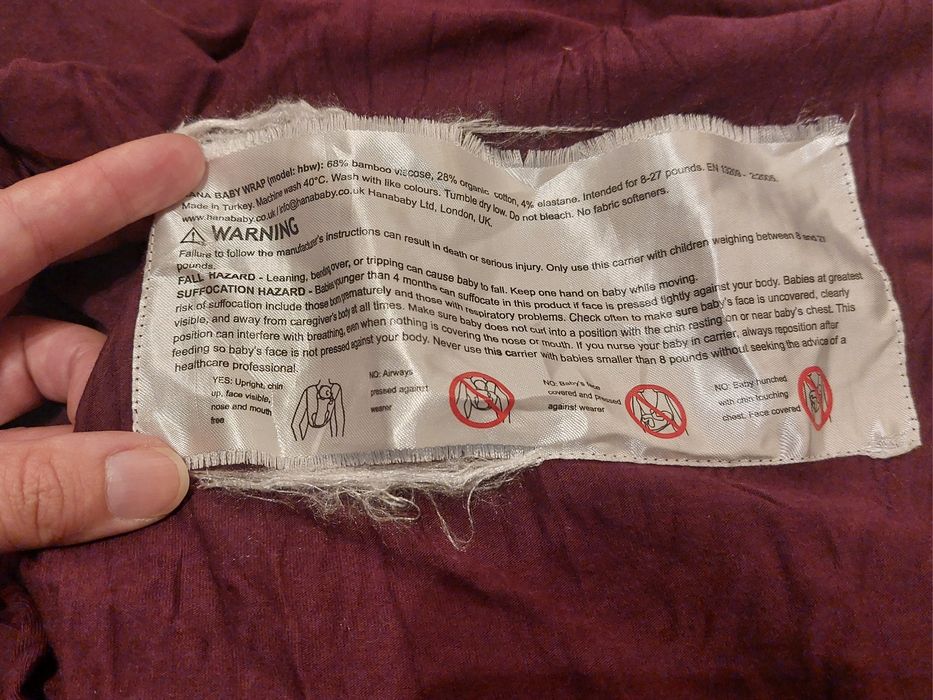 ANA BABY WRAP (model: hbw): 68% bamboo viscose, 28% organic cotton, 4% elastane. Intended for 8-27 pounds. EN 13209 - 2:2005.
Made in Turkey. Machine wash 40°C. Wash with like colours. Tumble dry low. Do not bleach. No fabric softeners.
www.hanababy.co.uk / info@hanababy.co.uk Hanababy Ltd, London, UK.
WARNING
Failure to follow the manufacturer's instructions can result in death or serious injury. Only use this carrier with children weighing between 8 and 27
pounds.
FALL HAZARD - Leaning, bending over, or tripping can cause baby to fall. Keep one hand on baby while moving.
SUFFOCATION HAZARD - Babies younger than 4 months can suffocate in this product if face is pressed tightly against your body. Babies at greatest
risk of suffocation include those born prematurely and those with respiratory problems. Check often to make sure baby's face is uncovered, clearly
visible, and away from caregiver's body at all times. Make sure baby does not curl into a position with the chin resting on or near baby's chest. This
position can interfere with breathing, even when nothing is covering the nose or mouth. If you nurse your baby in carrier, always reposition after
feeding so baby's face is not pressed against your body. Never use this carrier with babies smaller than 8 pounds without seeking the advice of a
healthcare professional.
YES: Upright, chin
up, face visible,
nose and mouth
free
NO: Airways
pressed against
wearer
NO: Baby's face
covered and pressed
against wearer
NO: Baby hunched
with chin touching
chest. Face covered